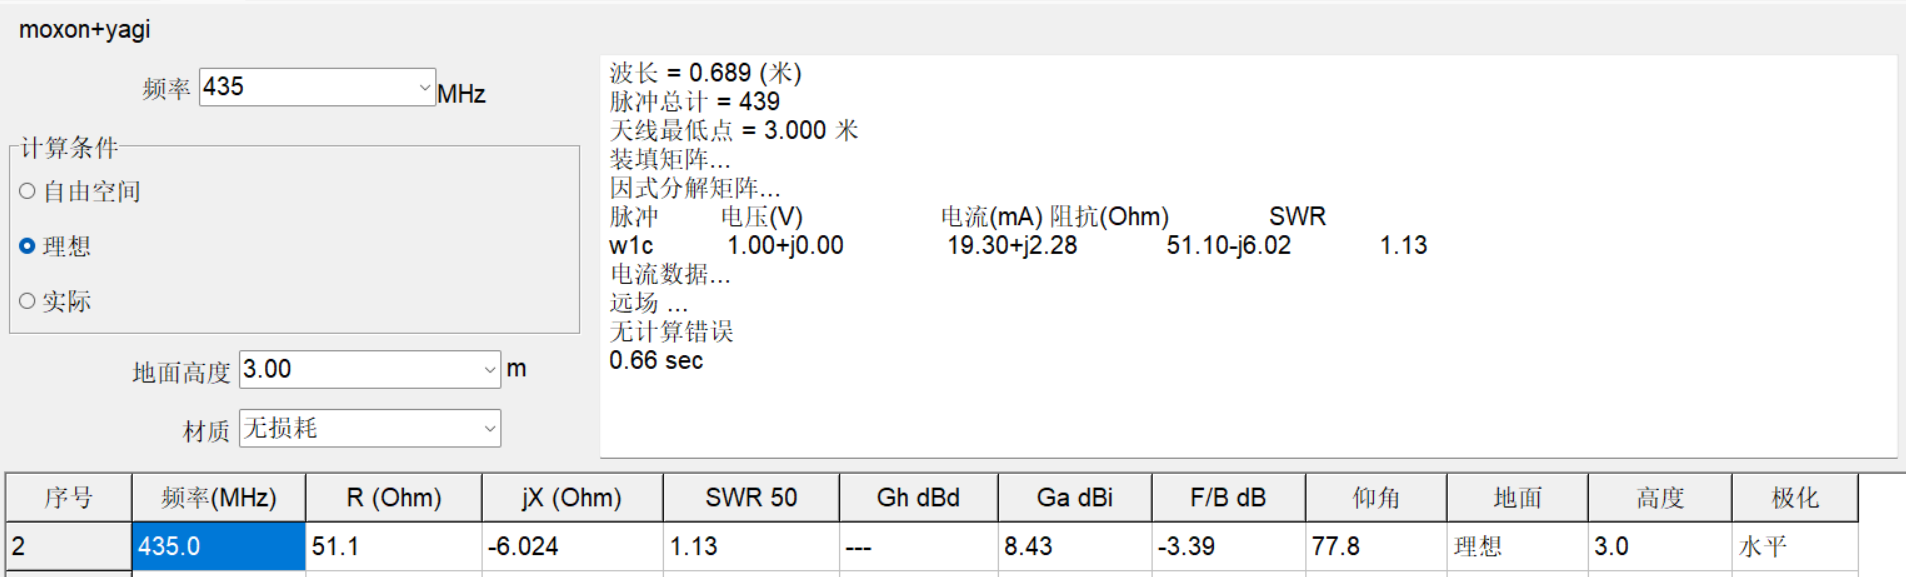 moxon+yagi
频率 435 MHz
计算条件
自由空间
理想
实际
地面高度 3.00 m
材质 无损耗
波长 = 0.689 (米)
脉冲总计 = 439
天线最低点 = 3.000 米
装填矩阵...
因式分解矩阵...
脉冲 电压(V) 电流(mA) 阻抗(Ohm) SWR
w1c 1.00+j0.00 19.30+j2.28 51.10-j6.02 1.13
电流数据...
远场 ...
无计算错误
0.66 sec
序号 频率(MHz) R (Ohm) jX (Ohm) SWR 50 Gh dBd Ga dBi F/B dB 仰角 地面 高度 极化
2 435.0 51.1 -6.024 1.13 --- 8.43 -3.39 77.8 理想 3.0 水平